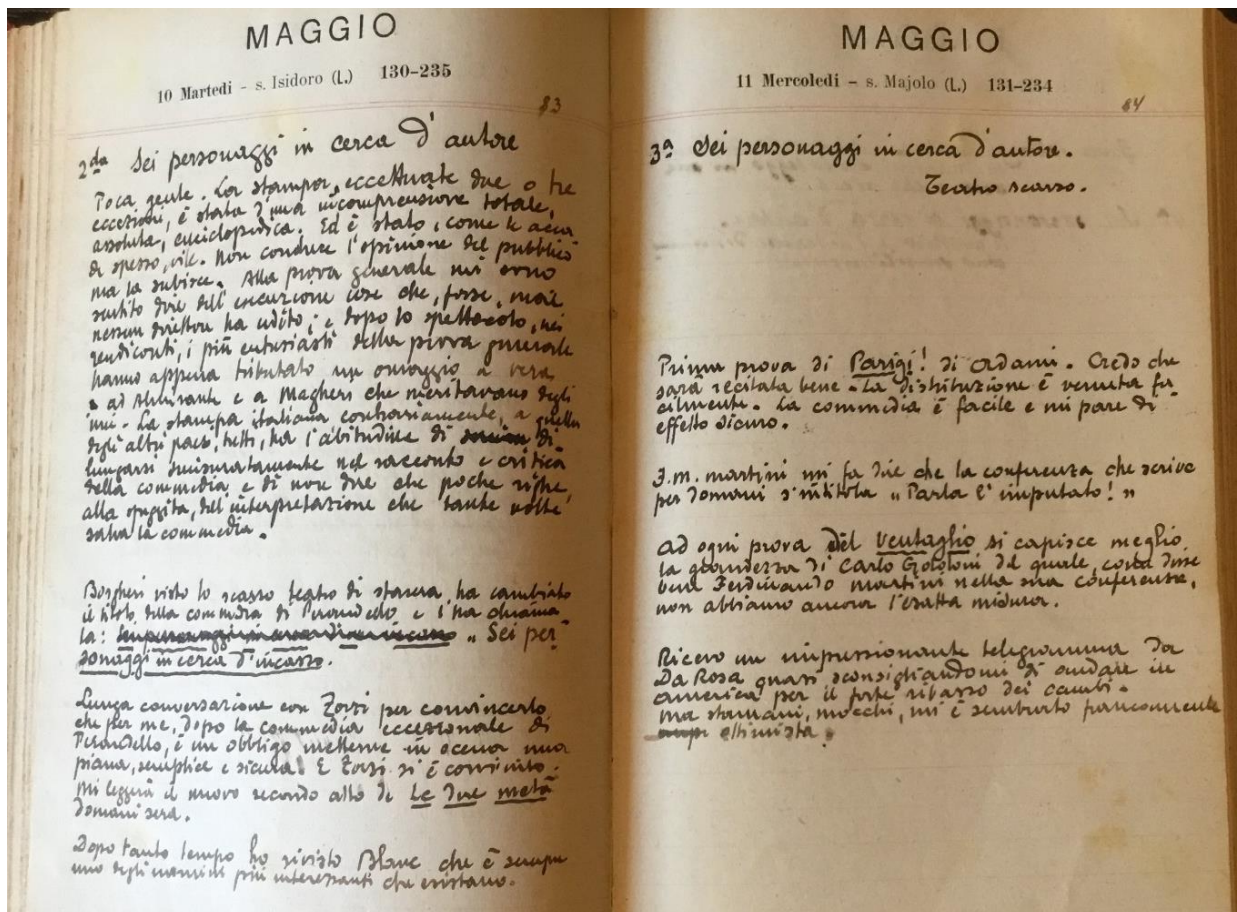 MAGGIO
10 Martedì - s. Isidoro (L.) 130-235
83
2da Sei personaggi in cerca d'autore
Poca gente. La stampa, eccettuate due o tre
eccezioni, è stata d'una incomprensione totale,
assoluta, enciclopedica. Ed è stato, come le accade
di spesso, vile. Non conduce l'opinione del pubblico
ma la subisce. Alla prova generale mi erno
sentito dire dell'esecuzione cose che, forse, mai
nessun direttore ha udito; e dopo lo spettacolo, nei
rendiconti, i più entusiasti della prova generale
hanno appena tributato un omaggio a Vera
e ad Almirante e a Magheri che meritavano degli
inni. La stampa italiana contrariamente, a quella
degli altri paesi, tutti, ha l'abitudine di di-
lungarsi smisuratamente nel racconto e critica
della commedia e di non dire che poche righe,
alla sfuggita, dell'interpretazione che tante volte
salva la commedia.
Borgheri visto lo scarso teatro di stasera, ha cambiato
il titolo della commedia di Pirandello e l'ha chiama-
ta: "Sei per-
sonaggi in cerca d'incasso.
Lunga conversazione con Zorzi per convincerlo
che per me, dopo la commedia eccezionale di
Pirandello, è un obbligo metterne in scena una
piana, semplice e sicura. E Zorzi si è convinto.
Mi leggerà il nuovo secondo atto de Le due metà
domani sera.
Dopo tanto tempo ho rivisto Blanc che è sempre
uno degli uomini più interessanti che esistano.
MAGGIO
11 Mercoledì - s. Majolo (L.) 131-234
84
3a Sei personaggi in cerca d'autore.
Teatro scarso.
Prima prova di Parigi! di Adami. Credo che
sarà recitata bene. La distribuzione è venuta fa
cilmente. La commedia è facile e mi pare di
effetto sicuro.
F.M. Martini mi fa dire che la conferenza che scrive
per domani s'intitola "Parla l'imputato!"
Ad ogni prova del Ventaglio si capisce meglio
la grandezza di Carlo Goldoni del quale, come disse
bene Ferdinando Martini nella sua conferenza,
non abbiamo ancora l'esatta misura.
Ricevo un impressionante telegramma da
Da Rosa quasi sconsigliandomi di andare in
America per il forte ribasso dei cambi.
Ma stamani, Mocchi, mi è sembrato francamente
ottimista.